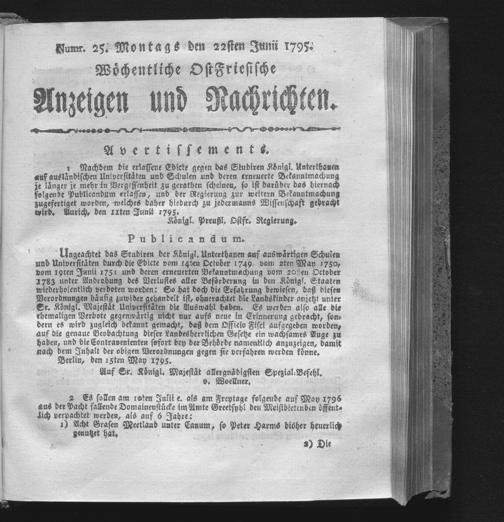 Numr. 25. Montags den 22sten Junii 1795.
Wöchentliche OstFriesische
Anzeigen und Nachrichten.
Avertissements.
1 Nachdem die erlassene Edicte gegen das Studiren Königl. Unterthanen
auf ausländischen Universitäten und Schulen und deren erneuerte Bekanntmachung
je länger je mehr in Vergessenheit zu gerathen scheinen, so ist darüber das hiernach
folgende Publicandum erlassen, und der Regierung zur weitern Bekanntmachung
zugefertiget worden, welches daher hiedurch zu jedermanns Wissenschaft gebracht
wird. Aurich, den 11ten Junii 1795.
Königl. Preußl. Ostfr. Regierung.
Publicandum.
Ungeachtet das Studiren der Königl. Unterthanen auf auswärtigen Schulen
und Universitäten durch die Edicte vom 14ten October 1749 vom 2ten May 1750,
vom 19ten Junii 1751 und deren erneuerten Bekanntmachung vom 20sten October
1783 unter Androhung des Verlustes aller Beförderung in den Königl. Staaten
wiederholentlich verboten worden: So hat doch die Erfahrung bewiesen, daß diesen
Verordnungen häufig zuwider gehandelt ist, ohnerachtet die Landskinder anjetzt unter
Sr. Königl. Majestät Universitäten die Auswahl haben. Es werden also alle die
ehemaligen Verbote gegenwärtig nicht nur aufs neue in Erinnerung gebracht, son-
dern es wird zugleich bekannt gemacht, daß dem Officio Fisci aufgegeben worden,
auf die genaue Beobachtung dieser landesherrlichen Gesetze ein wachsames Auge zu
haben, und die Contravenienten sofort bey der Behörde namentlich anzuzeigen, damit
nach dem Inhalt der obigen Verordnungen gegen sie verfahren werden könne.
Berlin, den 15ten May 1795.
Auf Sr. Königl. Majestät allergnädigsten Spezial-Befehl.
v. Woellner.
2 Es sollen am 10ten Julii c. als am Freytage folgende auf May 1796
aus der Pacht fallende Domainenstücke im Amte Greetsyhl den Meistbietenden öffent-
lich verpachtet werden, als auf 6 Jahre:
1) Acht Grasen Meetland unter Canum, so Peter Harms bisher heuerlich
genutzet hat.
2) Die